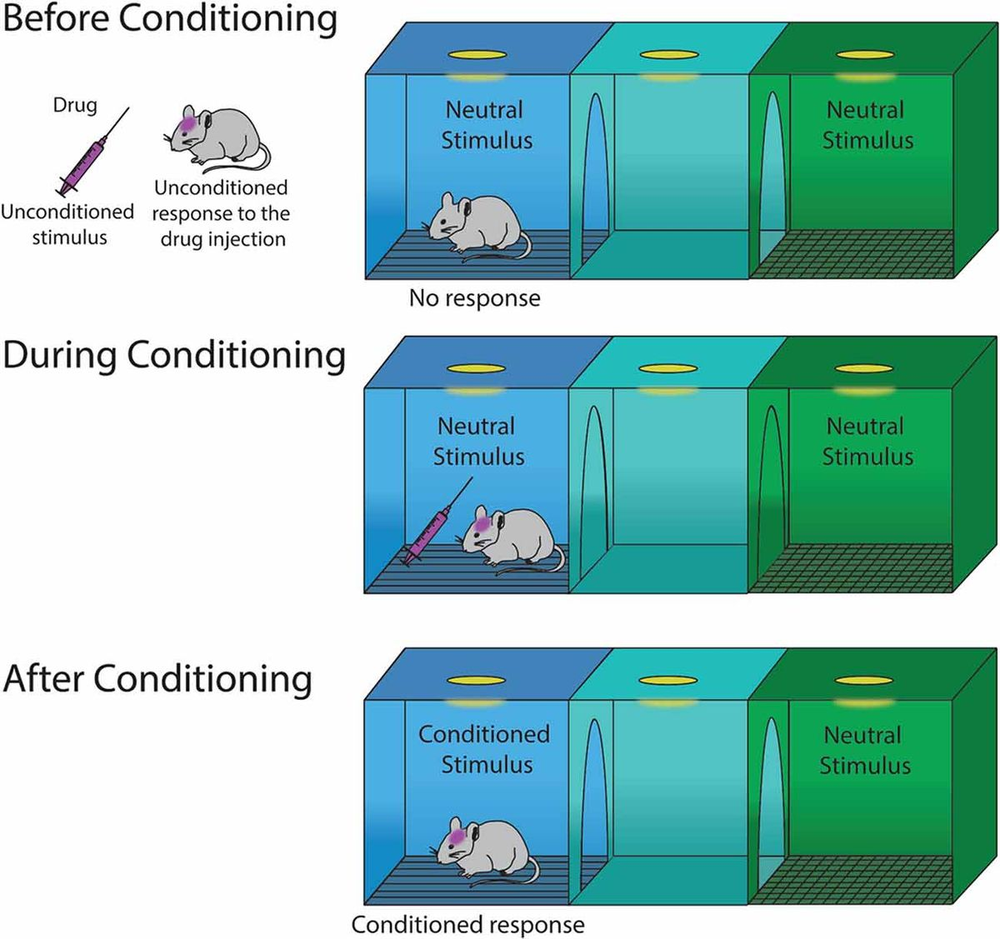 Before Conditioning
Drug
Unconditioned
stimulus
Unconditioned
response to the
drug injection
Neutral
Stimulus
Neutral
Stimulus
No response
During Conditioning
Neutral
Stimulus
Neutral
Stimulus
After Conditioning
Conditioned
Stimulus
Neutral
Stimulus
Conditioned response